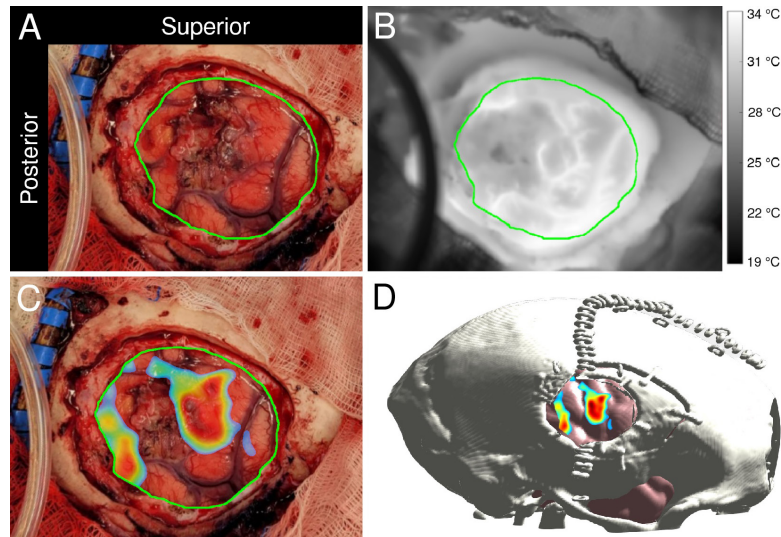 A
Superior
Posterior
B
34 °C
31 °C
28 °C
25 °C
22 °C
19 °C
C
D